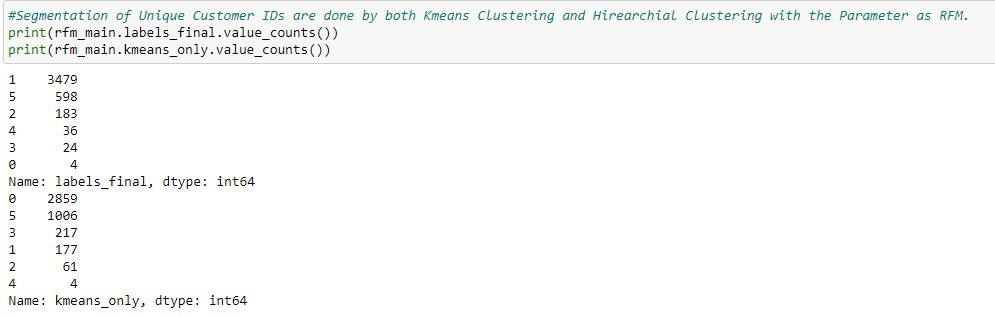 #Segmentation of Unique Customer IDs are done by both Kmeans Clustering and Hirearchial Clustering with the Parameter as RFM.
print(rfm_main.labels_final.value_counts())
print(rfm_main.kmeans_only.value_counts())
1    3479
5     598
2     183
4      36
3      24
0       4
Name: labels_final, dtype: int64
0    2859
5    1006
3     217
1     177
2      61
4       4
Name: kmeans_only, dtype: int64